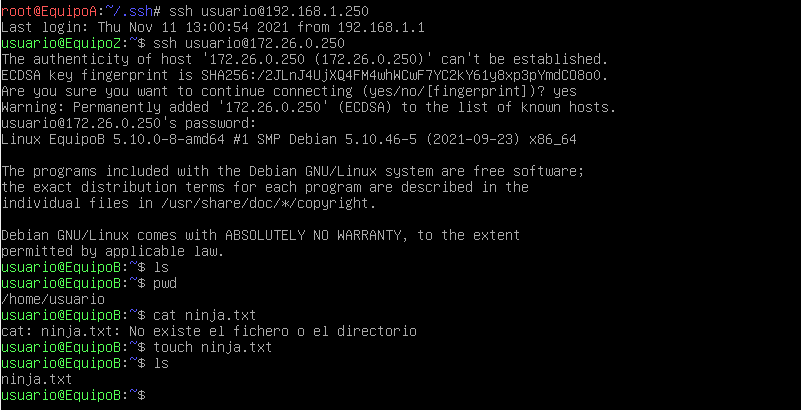 root@EquipoA:~/.ssh# ssh usuario@192.168.1.250
Last login: Thu Nov 11 13:00:54 2021 from 192.168.1.1
usuario@EquipoZ:~$ ssh usuario@172.26.0.250
The authenticity of host '172.26.0.250 (172.26.0.250)' can't be established.
ECDSA key fingerprint is SHA256:/2JLnJ4UjXQ4FM4whWCwF7YC2kY61y8xp3pYmdCO8o0.
Are you sure you want to continue connecting (yes/no/[fingerprint])? yes
Warning: Permanently added '172.26.0.250' (ECDSA) to the list of known hosts.
usuario@172.26.0.250's password:
Linux EquipoB 5.10.0-8-amd64 #1 SMP Debian 5.10.46-5 (2021-09-23) x86_64

The programs included with the Debian GNU/Linux system are free software;
the exact distribution terms for each program are described in the
individual files in /usr/share/doc/*/copyright.

Debian GNU/Linux comes with ABSOLUTELY NO WARRANTY, to the extent
permitted by applicable law.
usuario@EquipoB:~$ ls
usuario@EquipoB:~$ pwd
/home/usuario
usuario@EquipoB:~$ cat ninja.txt
cat: ninja.txt: No existe el fichero o el directorio
usuario@EquipoB:~$ touch ninja.txt
usuario@EquipoB:~$ ls
ninja.txt
usuario@EquipoB:~$